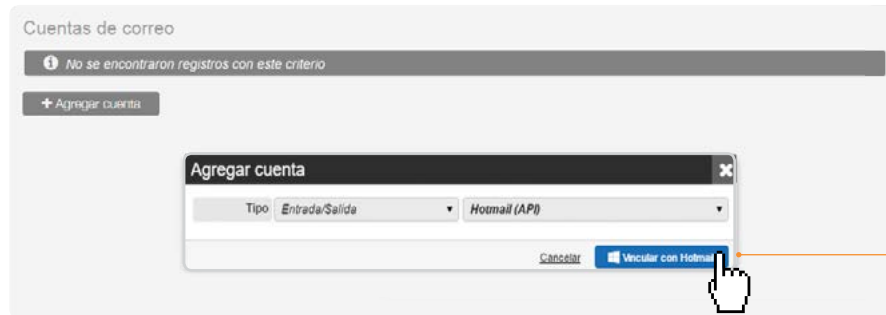 Cuentas de correo
No se encontraron registros con este criterio
+ Agregar cuenta
Agregar cuenta
Tipo Entrada/Salida Hotmail (API)
Cancelar Vincular con Hotmail